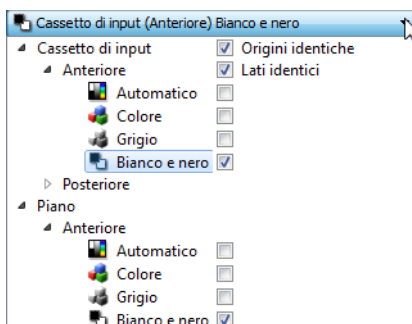 Cassetto di input (Anteriore) Bianco e nero
Cassetto di input Origini identiche
Anteriore Lati identici
Automatico
Colore
Grigio
Bianco e nero
Posteriore
Piano
Anteriore
Automatico
Colore
Grigio
Bianco e nero